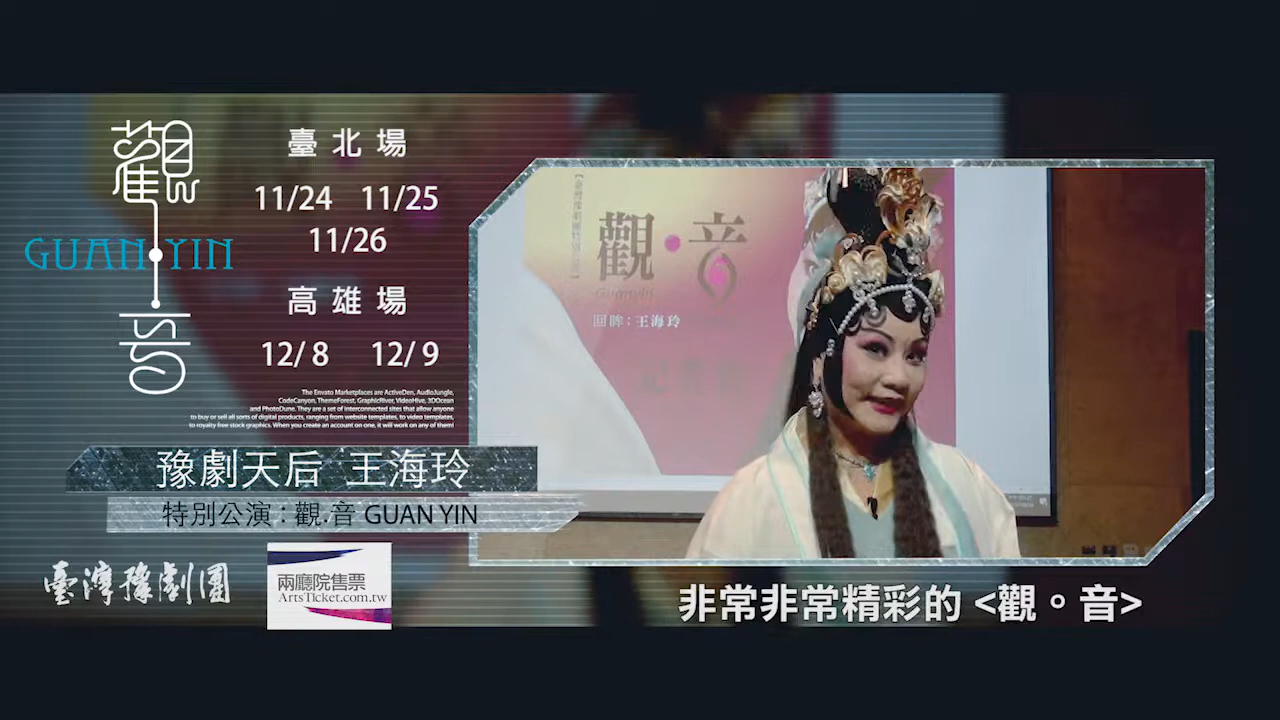 觀
GUAN YIN
音
臺北場
11/24 11/25
11/26
高雄場
12/ 8 12/ 9
The Envato Marketplaces are ActiveDen, AudioJungle,
CodeCanyon, ThemeForest, GraphicRiver, VideoHive, 3DOcean
and PhotoDune. They are a set of interconnected sites that allow anyone
to buy or sell all sorts of digital products, ranging from website templates, to video templates,
to royalty free stock graphics. When you create an account on one, it will work on any of them!
豫劇天后 王海玲
特別公演 : 觀.音 GUAN YIN
臺灣豫劇團
兩廳院售票
ArtsTicket.com.tw
觀·音
Guanyin
回眸：王海玲
非常非常精彩的 <觀。音>